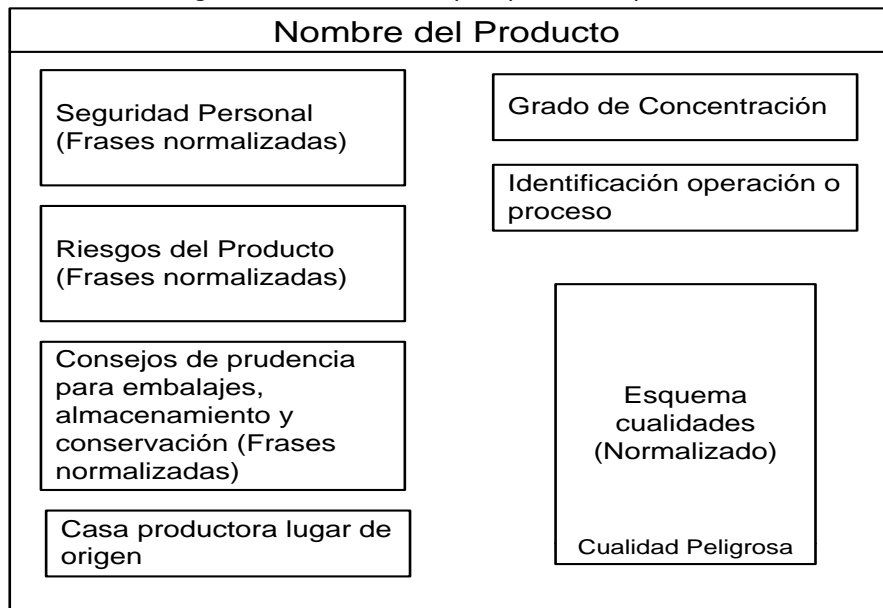 Nombre del Producto
Seguridad Personal
(Frases normalizadas)
Riesgos del Producto
(Frases normalizadas)
Consejos de prudencia
para embalajes,
almacenamiento y
conservación (Frases
normalizadas)
Casa productora lugar de
origen
Grado de Concentración
Identificación operación o
proceso
Esquema
cualidades
(Normalizado)
Cualidad Peligrosa